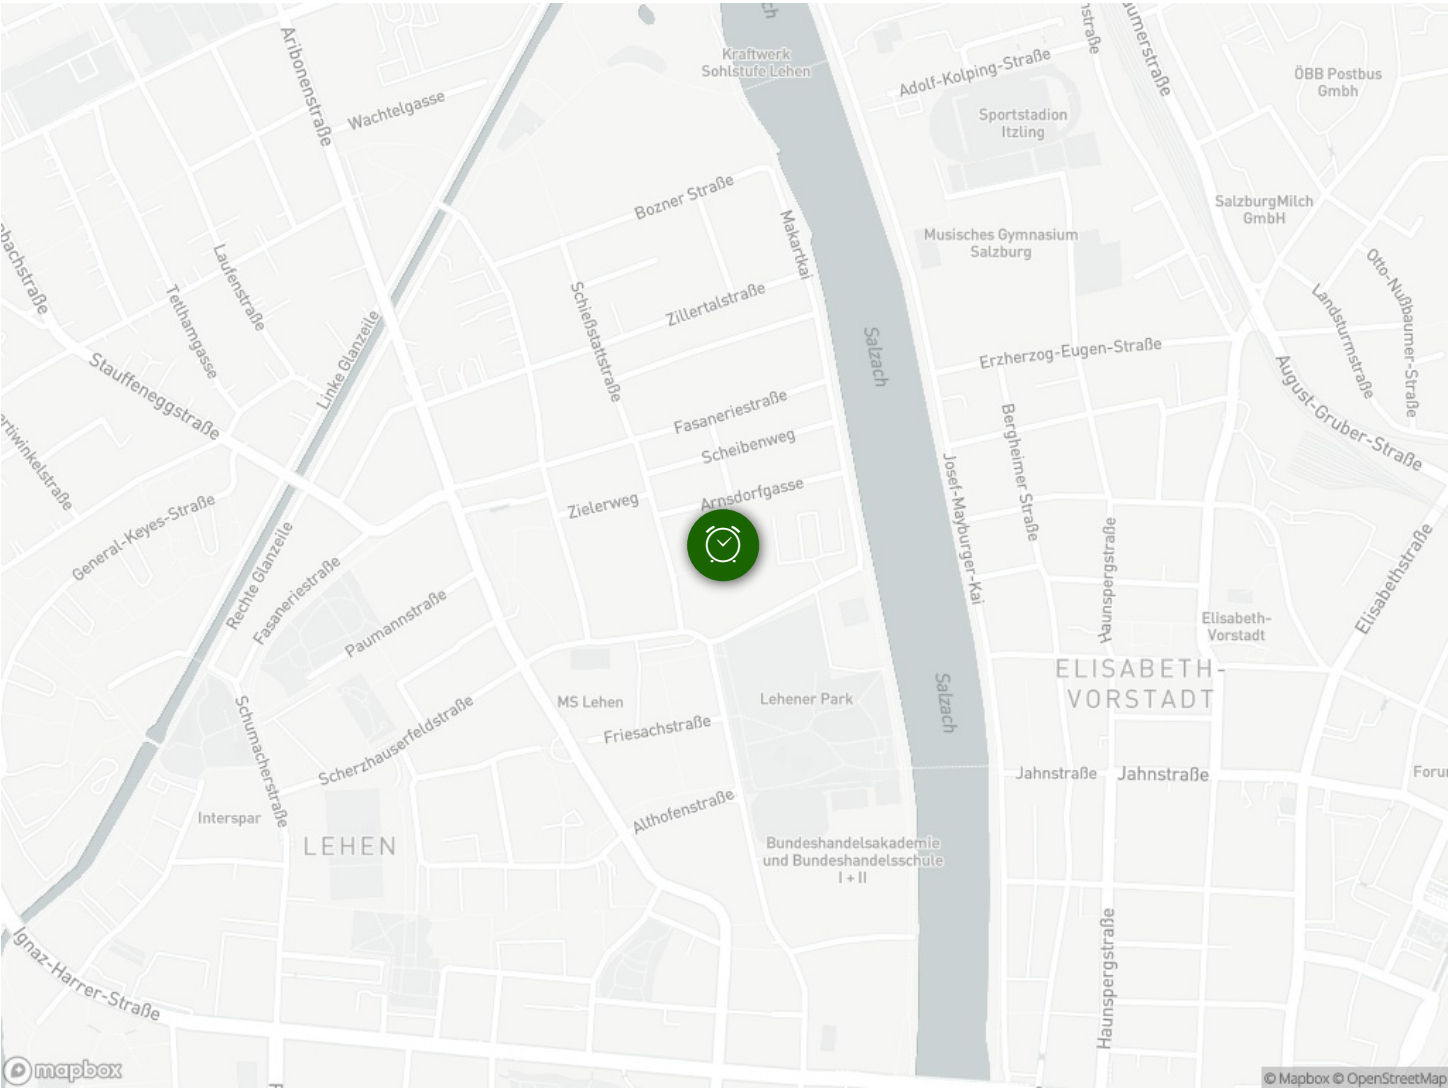 ch
Kraftwerk
Sohlstufe Lehen
Adolf-Kolping-Straße
Sportstadion
Itzling
ÖBB Postbus
Gmbh
Aribonenstraße
Wachtelgasse
Bozner Straße
Makartkai
Musisches Gymnasium
Salzburg
SalzburgMilch
GmbH
Otto-Nußbaumer-Straße
Landsturmstraße
Laufenstraße
Tetlhamgasse
Linke Glanzeile
Schießstattstraße
Zillertalstraße
Salzach
Erzherzog-Eugen-Straße
August-Gruber-Straße
Stauffeneggstraße
Fasaneriestraße
Scheibenweg
Arnsdorfgasse
Zielerweg
Bergheimer Straße
Josef-Mayburger-Kai
General-Keyes-Straße
Rechte Glanzeile
Fasaneriestraße
Paumannstraße
Haunspergstraße
Elisabeth-
Vorstadt
Elisabethstraße
ELISABETH-
VORSTADT
Salzach
MS Lehen
Lehener Park
Friesachstraße
Schumacherstraße
Scherzhauserfeldstraße
Jahnstraße
Jahnstraße
Interspar
LEHEN
Althofenstraße
Bundeshandelsakademie
und Bundeshandelsschule
I + II
Ignaz-Harrer-Straße
Haunspergstraße
mapbox
© Mapbox © OpenStreetMap